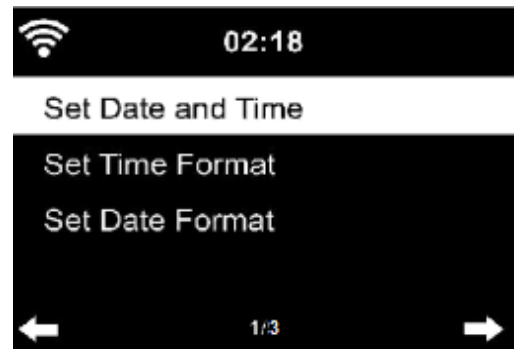 02:18
Set Date and Time
Set Time Format
Set Date Format
1/3